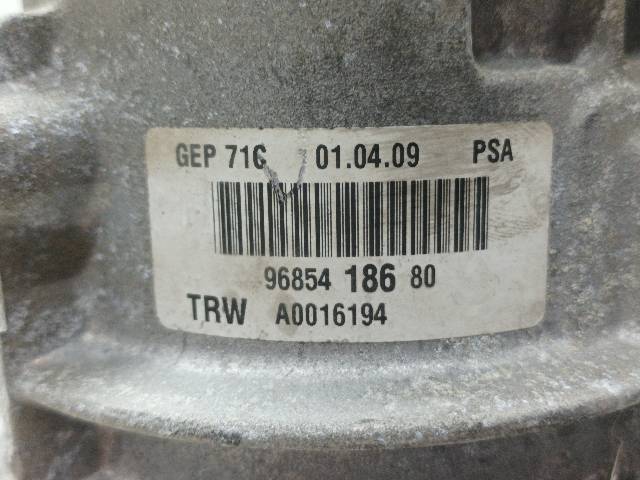 GEP 71C 01.04.09 PSA
96854 186 80
TRW A0016194